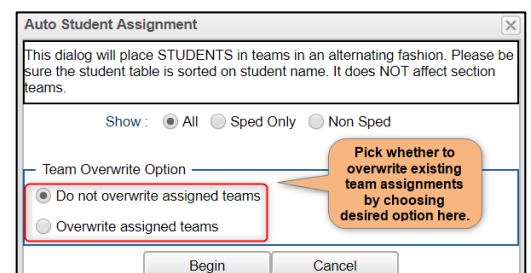 Auto Student Assignment
This dialog will place STUDENTS in teams in an alternating fashion. Please be
sure the student table is sorted on student name. It does NOT affect section
teams.
Show : All Sped Only Non Sped
Team Overwrite Option
Do not overwrite assigned teams
Overwrite assigned teams
Pick whether to
overwrite existing
team assignments
by choosing
desired option here.
Begin Cancel